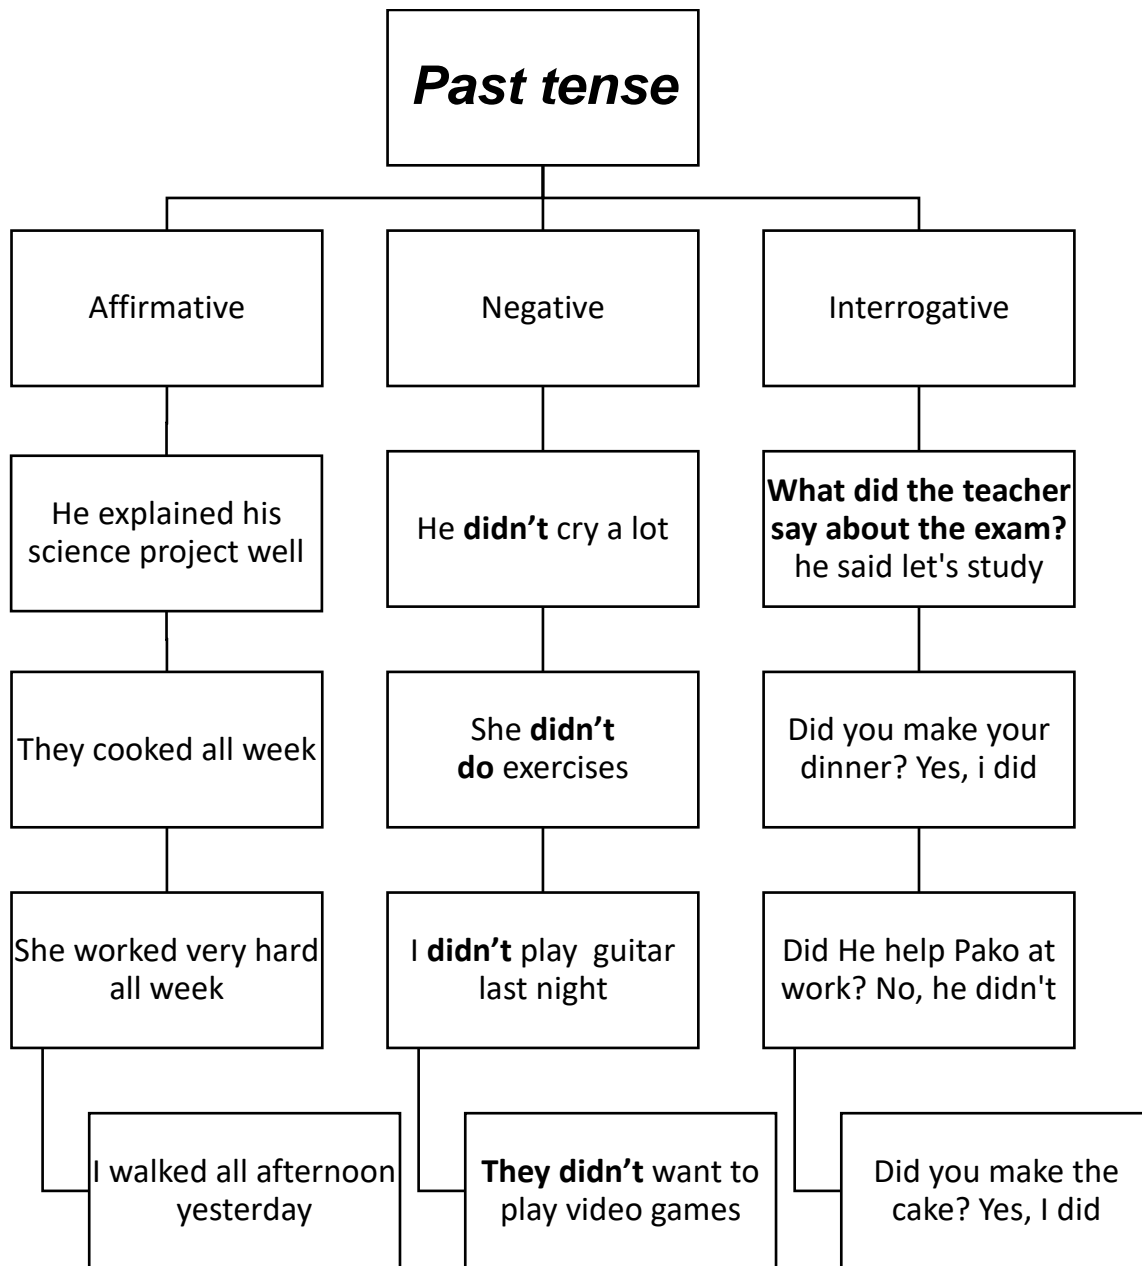 Past tense
Affirmative
Negative
Interrogative
He explained his
science project well
He didn’t cry a lot
What did the teacher
say about the exam?
he said let's study
They cooked all week
She didn’t
do exercises
Did you make your
dinner? Yes, i did
She worked very hard
all week
I didn’t play  guitar
last night
Did He help Pako at
work? No, he didn't
I walked all afternoon
yesterday
They didn’t want to
play video games
Did you make the
cake? Yes, I did